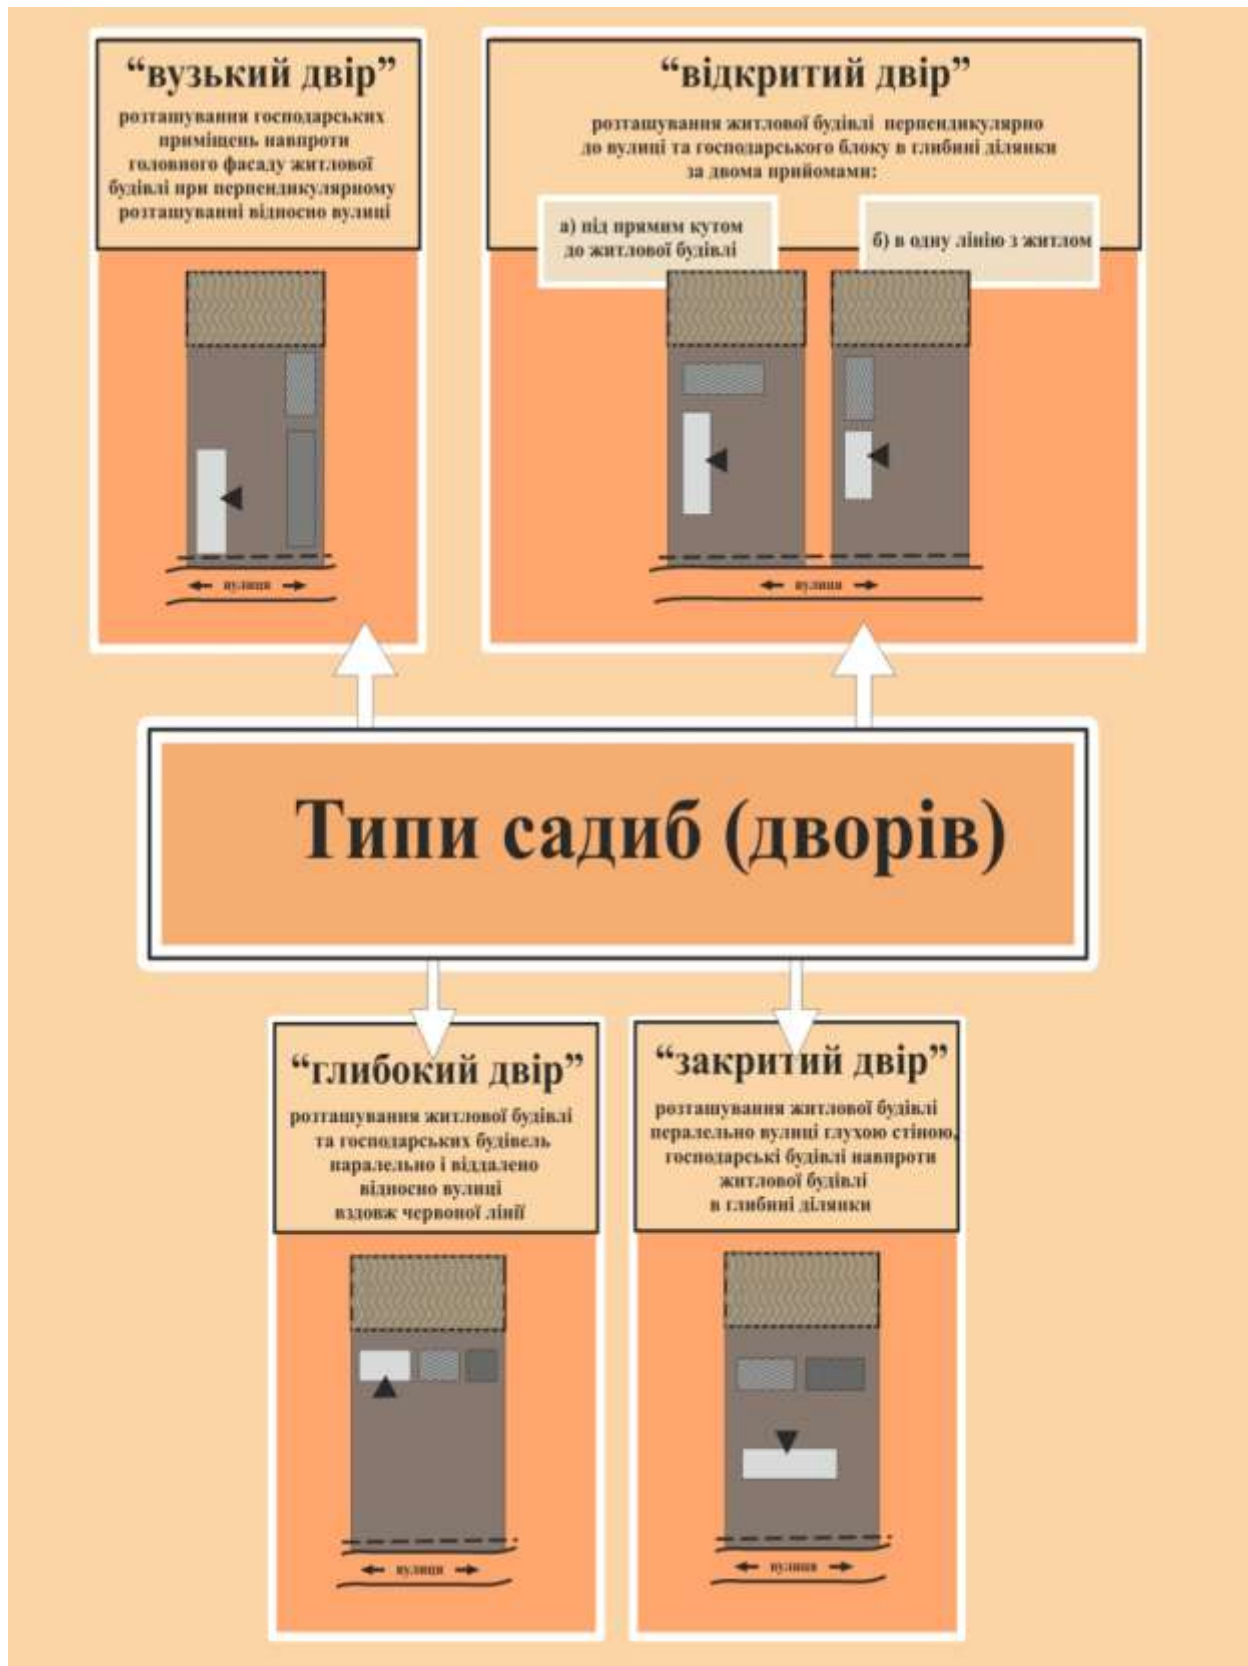 “вузький двір”
розташування господарських
приміщень навпроти
головного фасаду житлової
будівлі при перпендикулярному
розташуванні відносно вулиці
“відкритий двір”
розташування житлової будівлі перпендикулярно
до вулиці та господарського блоку в глибині ділянки
за двома прийомами:
а) під прямим кутом
до житлової будівлі
б) в одну лінію з житлом
вулиця
вулиця
Типи садиб (дворів)
“глибокий двір”
розташування житлової будівлі
та господарських будівель
паралельно і віддалено
відносно вулиці
вздовж червоної лінії
“закритий двір”
розташування житлової будівлі
пералельно вулиці глухою стіною,
господарські будівлі навпроти
житлової будівлі
в глибині ділянки
вулиця
вулиця